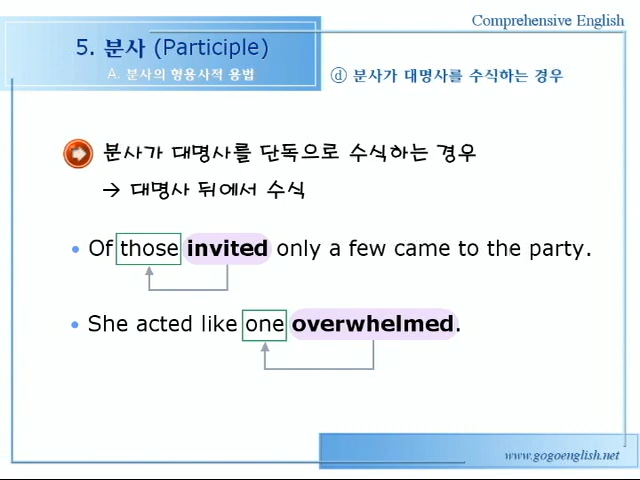 Comprehensive English
5. 분사 (Participle)
A. 분사의 형용사적 용법
ⓓ 분사가 대명사를 수식하는 경우
분사가 대명사를 단독으로 수식하는 경우
→ 대명사 뒤에서 수식
• Of those invited only a few came to the party.
• She acted like one overwhelmed.
www.gogoenglish.net